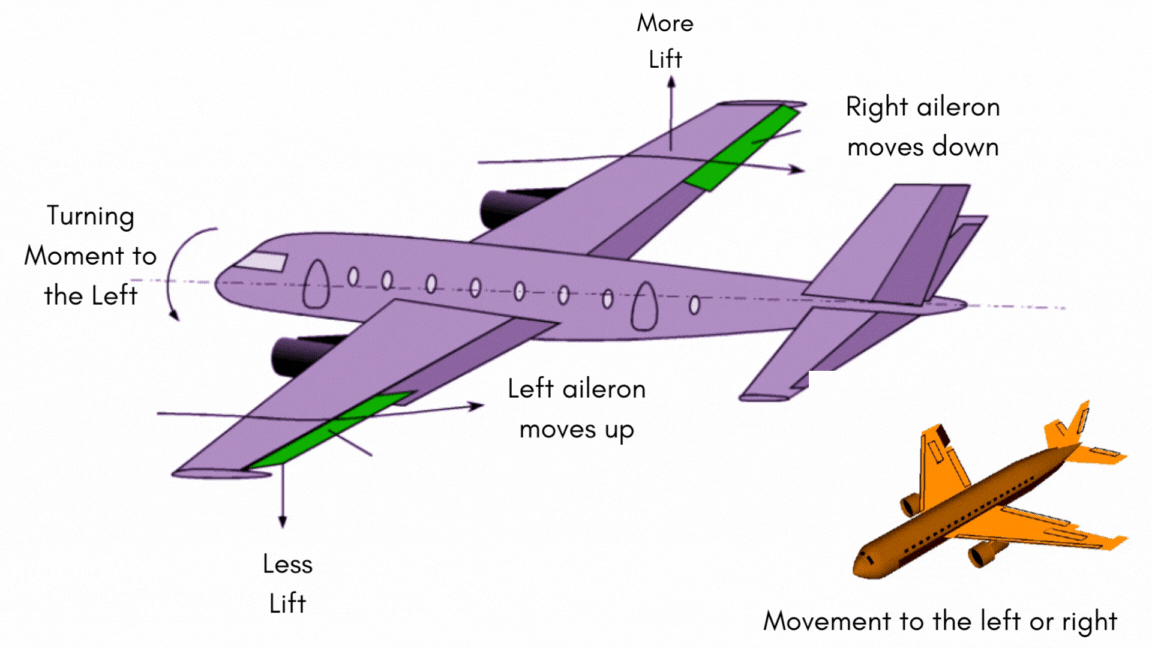 More
Lift
Right aileron
moves down
Turning
Moment to
the Left
Left aileron
moves up
Less
Lift
Movement to the left or right